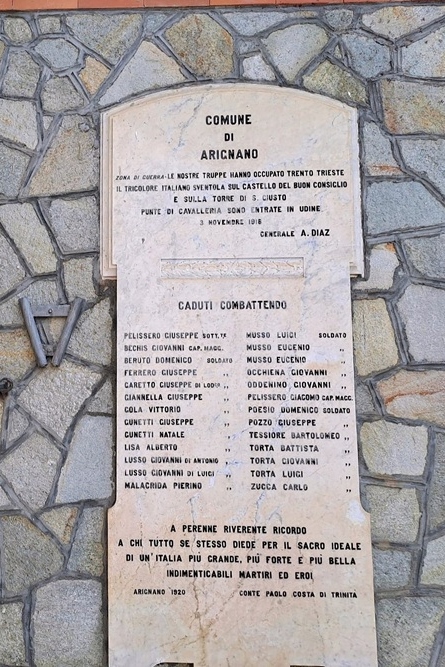 COMUNE
DI
ARIGNANO
ZONA DI GUERRA - LE NOSTRE TRUPPE HANNO OCCUPATO TRENTO TRIESTE
IL TRICOLORE ITALIANO SVENTOLA SUL CASTELLO DEL BUON CONSIGLIO
E SULLA TORRE DI S. GIUSTO
PUNTE DI CAVALLERIA SONO ENTRATE IN UDINE
3 NOVEMBRE 1918
GENERALE A. DIAZ
CADUTI COMBATTENDO
PELISSERO GIUSEPPE SOTT. TE
BECHIS GIOVANNI CAP. MAGG.
BERUTO DOMENICO SOLDATO
FERRERO GIUSEPPE „
GARETTO GIUSEPPE DI LODOV. „
GIANNELLA GIUSEPPE „
GOLA VITTORIO „
GUNETTI GIUSEPPE „
GUNETTI NATALE „
LISA ALBERTO „
LUSSO GIOVANNI DI ANTONIO „
LUSSO GIOVANNI DI LUIGI „
MALACRIDA PIERINO „
MUSSO LUIGI SOLDATO
MUSSO EUGENIO „
MUSSO EUGENIO „
OCCHIENA GIOVANNI „
ODDENINO GIOVANNI „
PELISSERO GIACOMO CAP. MAGG.
POESIO DOMENICO SOLDATO
POZZO GIUSEPPE „
TESSIORE BARTOLOMEO „
TORTA BATTISTA „
TORTA GIOVANNI „
TORTA LUIGI „
ZUCCA CARLO „
A PERENNE RIVERENTE RICORDO
A CHI TUTTO SE STESSO DIEDE PER IL SACRO IDEALE
DI UN'ITALIA PIÙ GRANDE, PIÙ FORTE E PIÙ BELLA
INDIMENTICABILI MARTIRI ED EROI
ARIGNANO 1920 CONTE PAOLO COSTA DI TRINITA